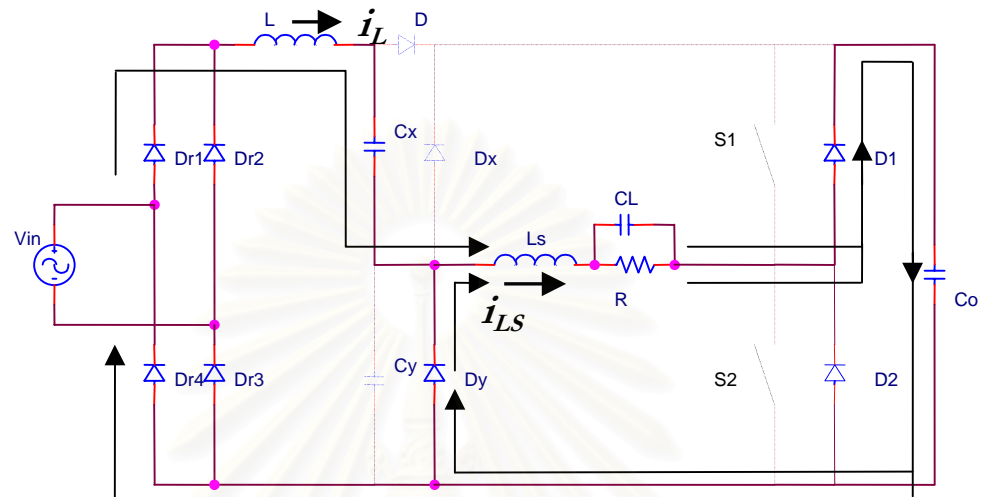 L
i_L
D
Dr1
Dr2
Cx
Dx
S1
D1
Vin
CL
Ls
R
i_LS
Co
Dr4
Dr3
Cy
Dy
S2
D2